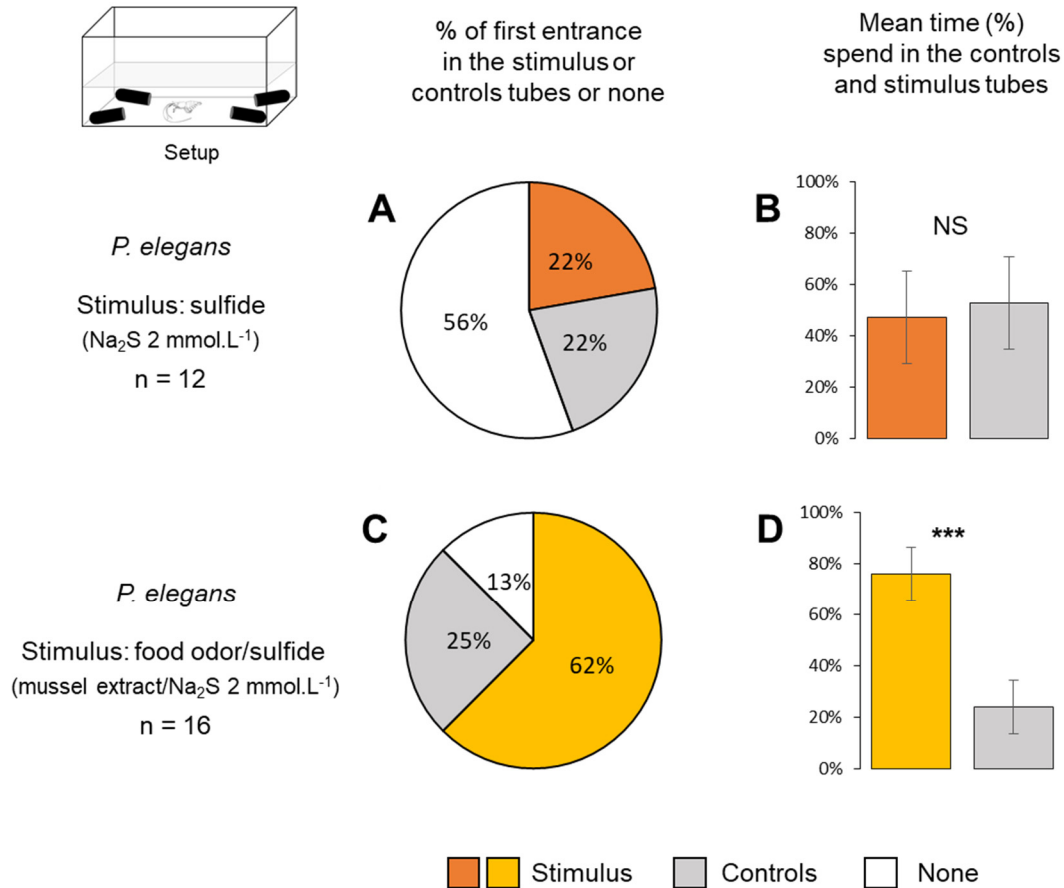 Setup
% of first entrance
in the stimulus or
controls tubes or none
Mean time (%)
spend in the controls
and stimulus tubes
P. elegans
Stimulus: sulfide
(Na₂S 2 mmol.L⁻¹)
n = 12
A
22%
22%
56%
B
100%
80%
60%
40%
20%
0%
NS
P. elegans
Stimulus: food odor/sulfide
(mussel extract/Na₂S 2 mmol.L⁻¹)
n = 16
C
13%
25%
62%
D
100%
80%
60%
40%
20%
0%
***
Stimulus
Controls
None